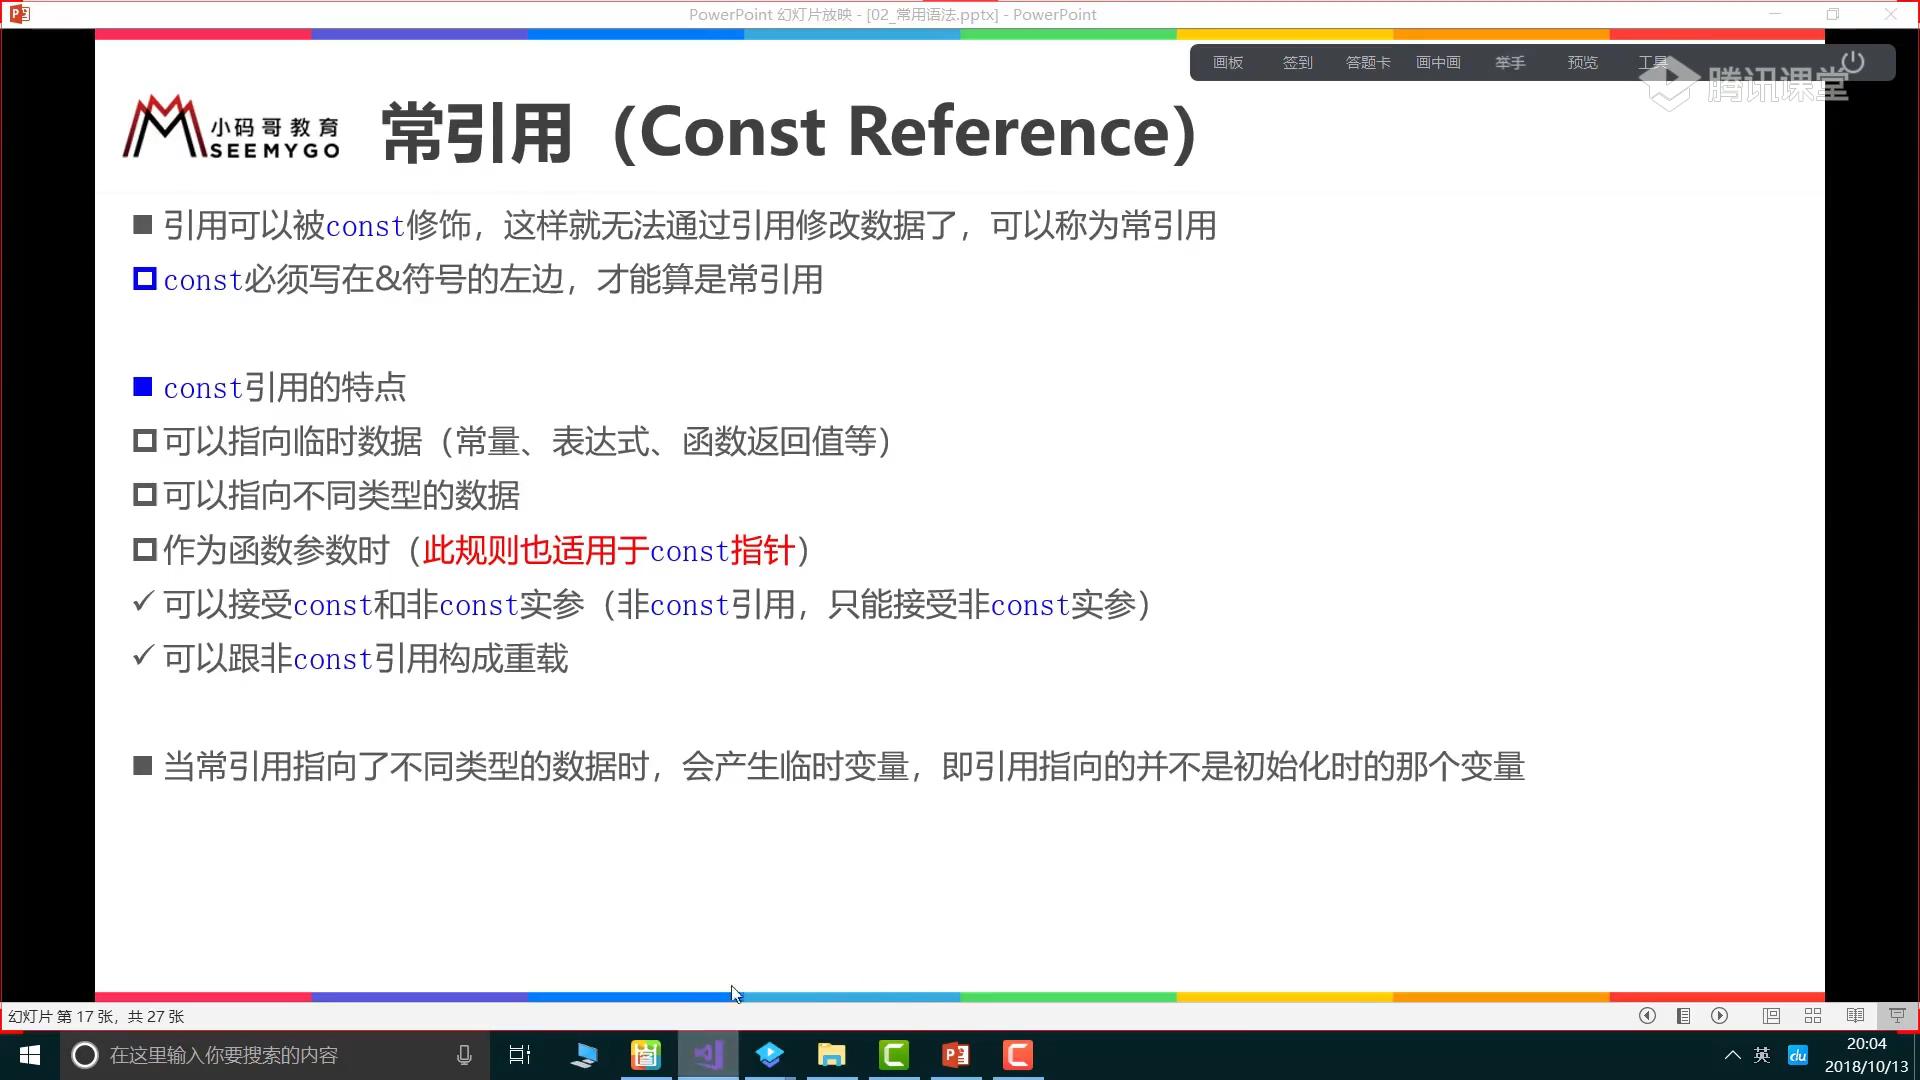 PowerPoint 幻灯片放映 - [02_常用语法.pptx] - PowerPoint
画板 签到 答题卡 画中画 举手 预览 工具
腾讯课堂
小码哥教育
SEEMYGO
常引用（Const Reference）
引用可以被const修饰，这样就无法通过引用修改数据了，可以称为常引用
const必须写在&符号的左边，才能算是常引用
const引用的特点
可以指向临时数据（常量、表达式、函数返回值等）
可以指向不同类型的数据
作为函数参数时（此规则也适用于const指针）
可以接受const和非const实参（非const引用，只能接受非const实参）
可以跟非const引用构成重载
当常引用指向了不同类型的数据时，会产生临时变量，即引用指向的并不是初始化时的那个变量
幻灯片 第 17 张，共 27 张
在这里输入你要搜索的内容
英
du
20:04
2018/10/13